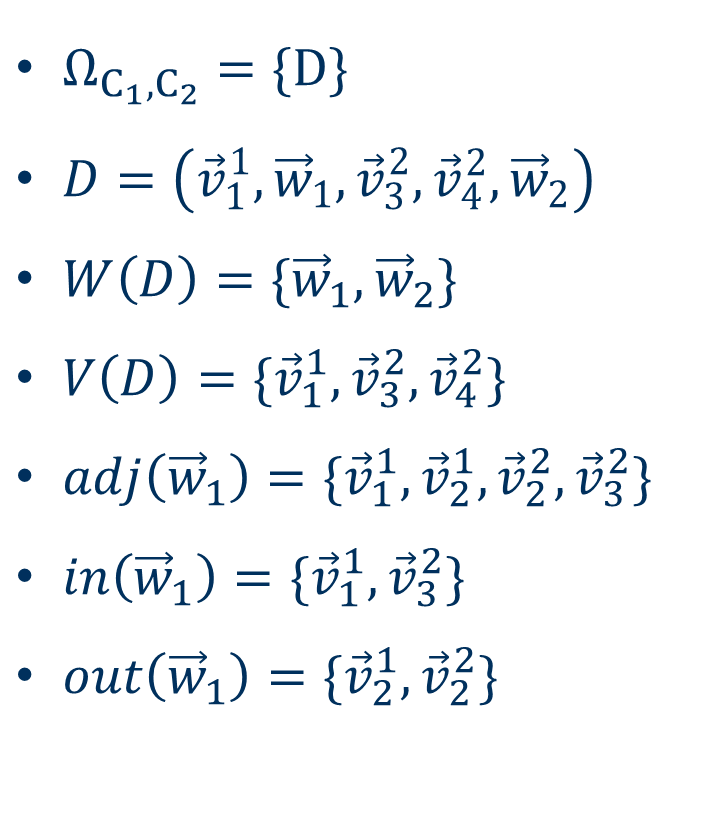 • Ω_{C₁,C₂} = {D}
• D = (v⃗₁¹, w⃗₁, v⃗₃², v⃗₄², w⃗₂)
• W(D) = {w⃗₁, w⃗₂}
• V(D) = {v⃗₁¹, v⃗₃², v⃗₄²}
• adj(w⃗₁) = {v⃗₁¹, v⃗₂¹, v⃗₂², v⃗₃²}
• in(w⃗₁) = {v⃗₁¹, v⃗₃²}
• out(w⃗₁) = {v⃗₂¹, v⃗₂²}